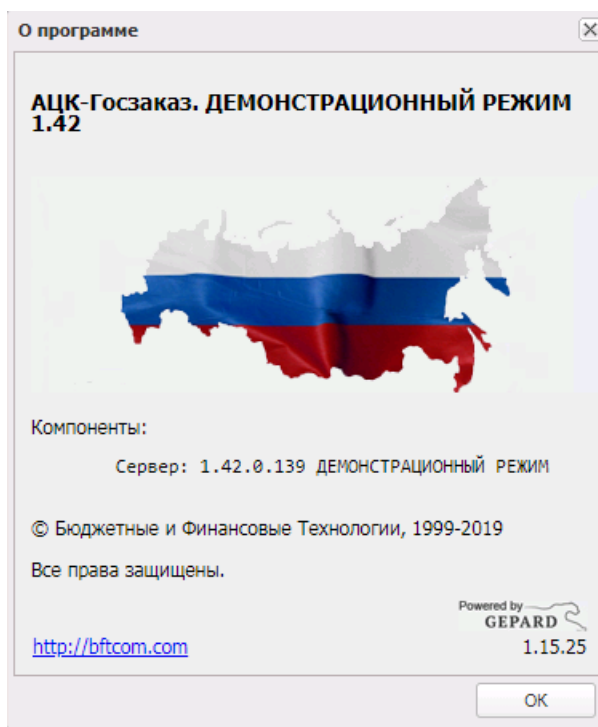 О программе
АЦК-Госзаказ. ДЕМОНСТРАЦИОННЫЙ РЕЖИМ
1.42
Компоненты:
Сервер: 1.42.0.139 ДЕМОНСТРАЦИОННЫЙ РЕЖИМ
© Бюджетные и Финансовые Технологии, 1999-2019
Все права защищены.
Powered by
GEPARD
http://bftcom.com 1.15.25
OK